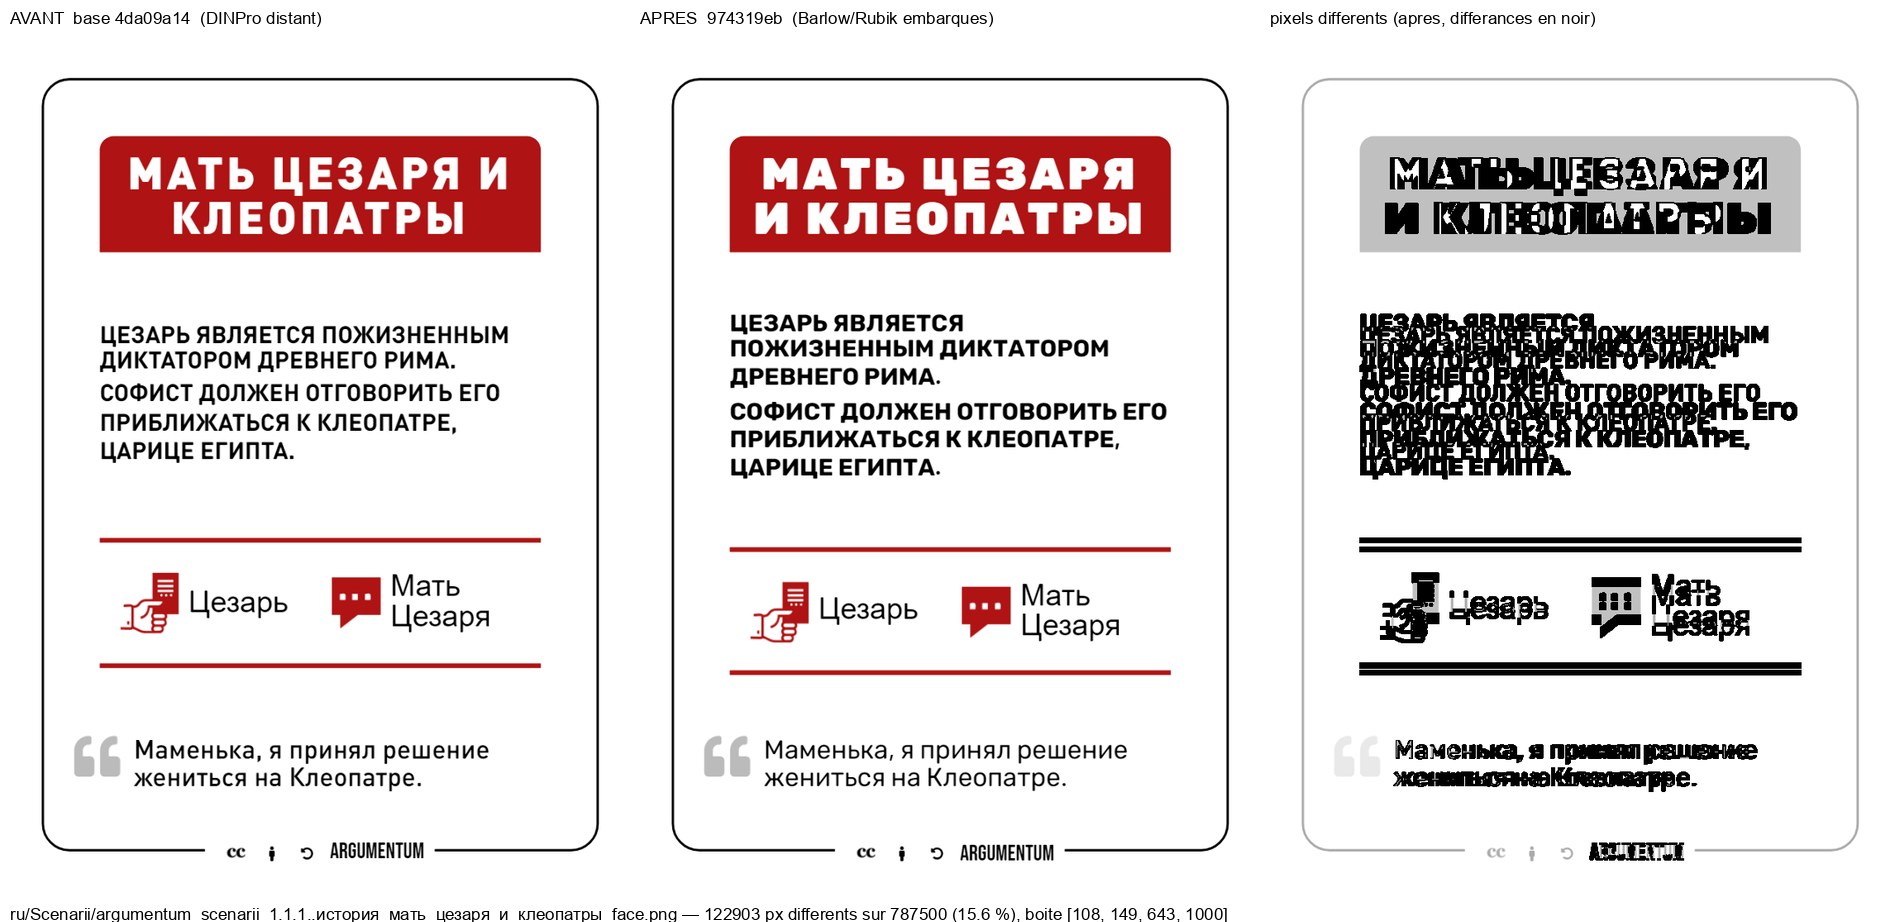 AVANT base 4da09a14 (DINPro distant)
APRES 974319eb (Barlow/Rubik embarques)
pixels differents (apres, differances en noir)
МАТЬ ЦЕЗАРЯ И
КЛЕОПАТРЫ
ЦЕЗАРЬ ЯВЛЯЕТСЯ ПОЖИЗНЕННЫМ
ДИКТАТОРОМ ДРЕВНЕГО РИМА.
СОФИСТ ДОЛЖЕН ОТГОВОРИТЬ ЕГО
ПРИБЛИЖАТЬСЯ К КЛЕОПАТРЕ,
ЦАРИЦЕ ЕГИПТА.
Цезарь
Мать
Цезаря
Маменька, я принял решение
жениться на Клеопатре.
cc
ARGUMENTUM
МАТЬ ЦЕЗАРЯ
И КЛЕОПАТРЫ
ЦЕЗАРЬ ЯВЛЯЕТСЯ
ПОЖИЗНЕННЫМ ДИКТАТОРОМ
ДРЕВНЕГО РИМА.
СОФИСТ ДОЛЖЕН ОТГОВОРИТЬ ЕГО
ПРИБЛИЖАТЬСЯ К КЛЕОПАТРЕ,
ЦАРИЦЕ ЕГИПТА.
Цезарь
Мать
Цезаря
Маменька, я принял решение
жениться на Клеопатре.
cc
ARGUMENTUM
cc
ru/Scenarii/argumentum_scenarii_1.1.1..история_мать_цезаря_и_клеопатры_face.png — 122903 px differents sur 787500 (15.6 %), boite [108, 149, 643, 1000]